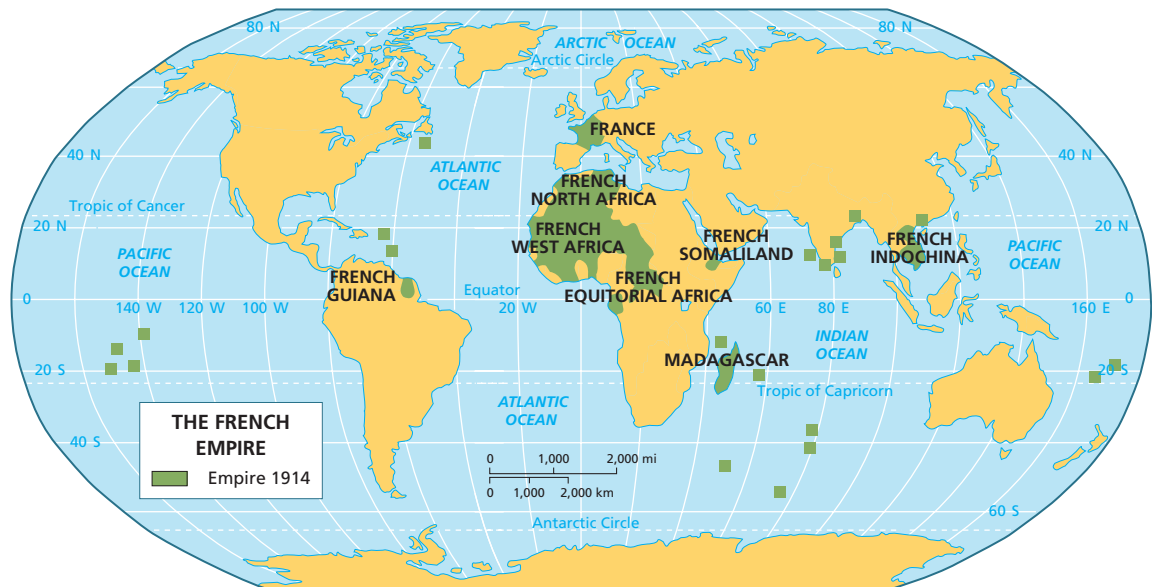 80 N
80 N
ARCTIC OCEAN
Arctic Circle
FRANCE
40 N
40 N
ATLANTIC
OCEAN
FRENCH
NORTH AFRICA
Tropic of Cancer
20 N
20 N
FRENCH
WEST AFRICA
FRENCH
SOMALILAND
FRENCH
INDOCHINA
PACIFIC
OCEAN
PACIFIC
OCEAN
FRENCH
GUIANA
FRENCH
EQUITORIAL AFRICA
Equator
0
140 W
120 W
100 W
20 W
60 E
80 E
160 E
0
INDIAN
OCEAN
MADAGASCAR
20 S
20 S
Tropic of Capricorn
ATLANTIC
OCEAN
THE FRENCH
EMPIRE
Empire 1914
40 S
40 S
0 1,000 2,000 mi
0 1,000 2,000 km
60 S
Antarctic Circle